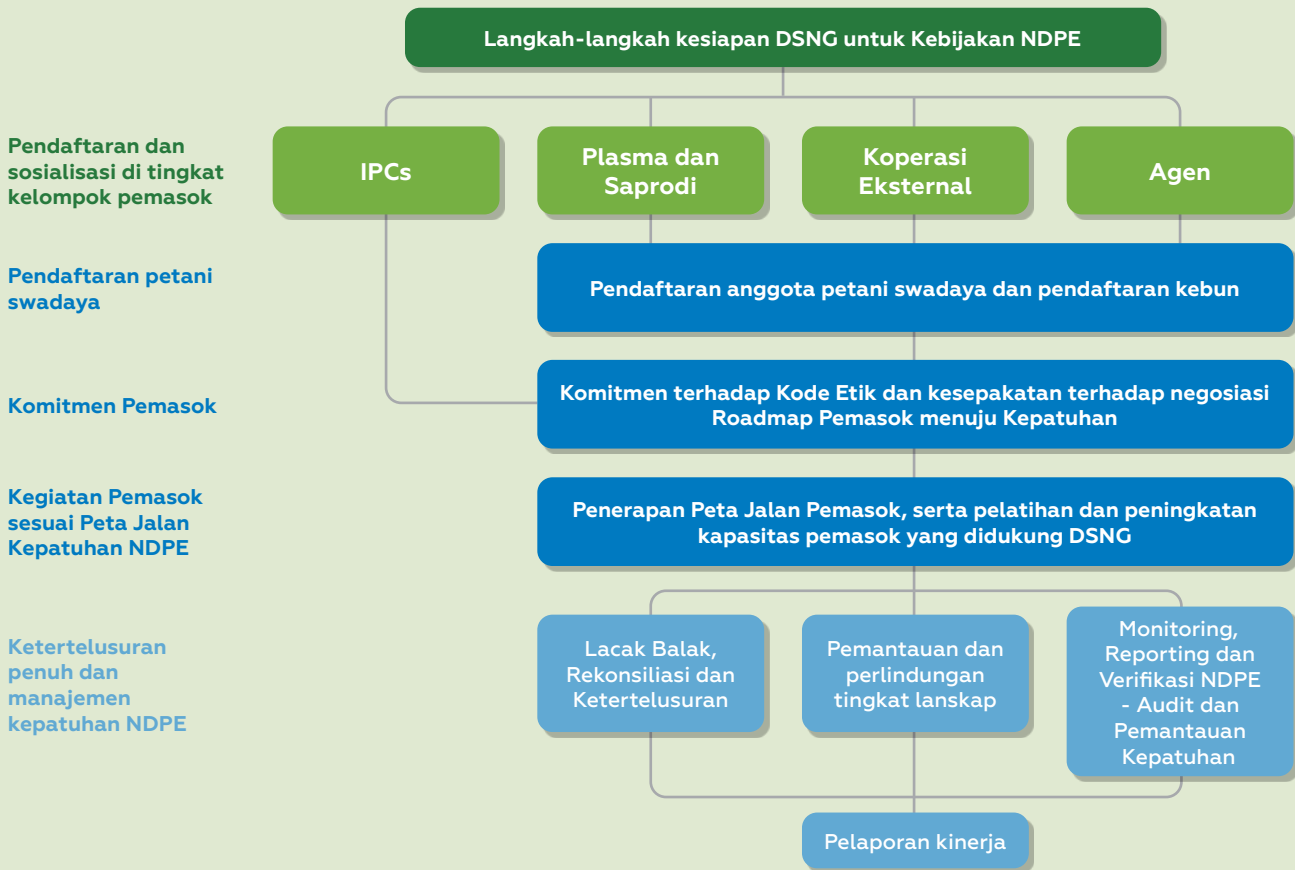 Langkah-langkah kesiapan DSNG untuk Kebijakan NDPE
Pendaftaran dan
sosialisasi di tingkat
kelompok pemasok
IPCs
Plasma dan
Saprodi
Koperasi
Eksternal
Agen
Pendaftaran petani
swadaya
Pendaftaran anggota petani swadaya dan pendaftaran kebun
Komitmen Pemasok
Komitmen terhadap Kode Etik dan kesepakatan terhadap negosiasi
Roadmap Pemasok menuju Kepatuhan
Kegiatan Pemasok
sesuai Peta Jalan
Kepatuhan NDPE
Penerapan Peta Jalan Pemasok, serta pelatihan dan peningkatan
kapasitas pemasok yang didukung DSNG
Ketertelusuran
penuh dan
manajemen
kepatuhan NDPE
Lacak Balak,
Rekonsiliasi dan
Ketertelusuran
Pemantauan dan
perlindungan
tingkat lanskap
Monitoring,
Reporting dan
Verifikasi NDPE
- Audit dan
Pemantauan
Kepatuhan
Pelaporan kinerja